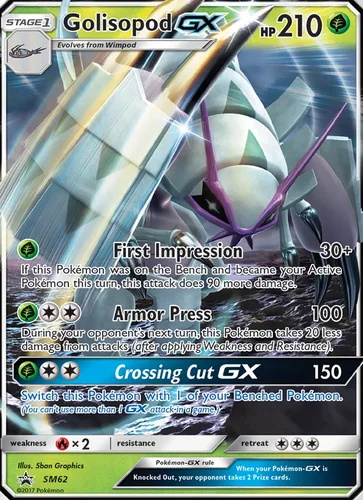 STAGE 1 Golisopod GX HP 210
Evolves from Wimpod
First Impression 30+
If this Pokémon was on the Bench and became your Active
Pokémon this turn, this attack does 90 more damage.
Armor Press 100
During your opponent's next turn, this Pokémon takes 20 less
damage from attacks (after applying Weakness and Resistance).
Crossing Cut GX 150
Switch this Pokémon with 1 of your Benched Pokémon.
(You can't use more than 1 GX attack in a game.)
weakness ×2 resistance retreat
Illus. 5ban Graphics
SM62
©2017 Pokémon
Pokémon-GX rule
When your Pokémon-GX is
Knocked Out, your opponent takes 2 Prize cards.